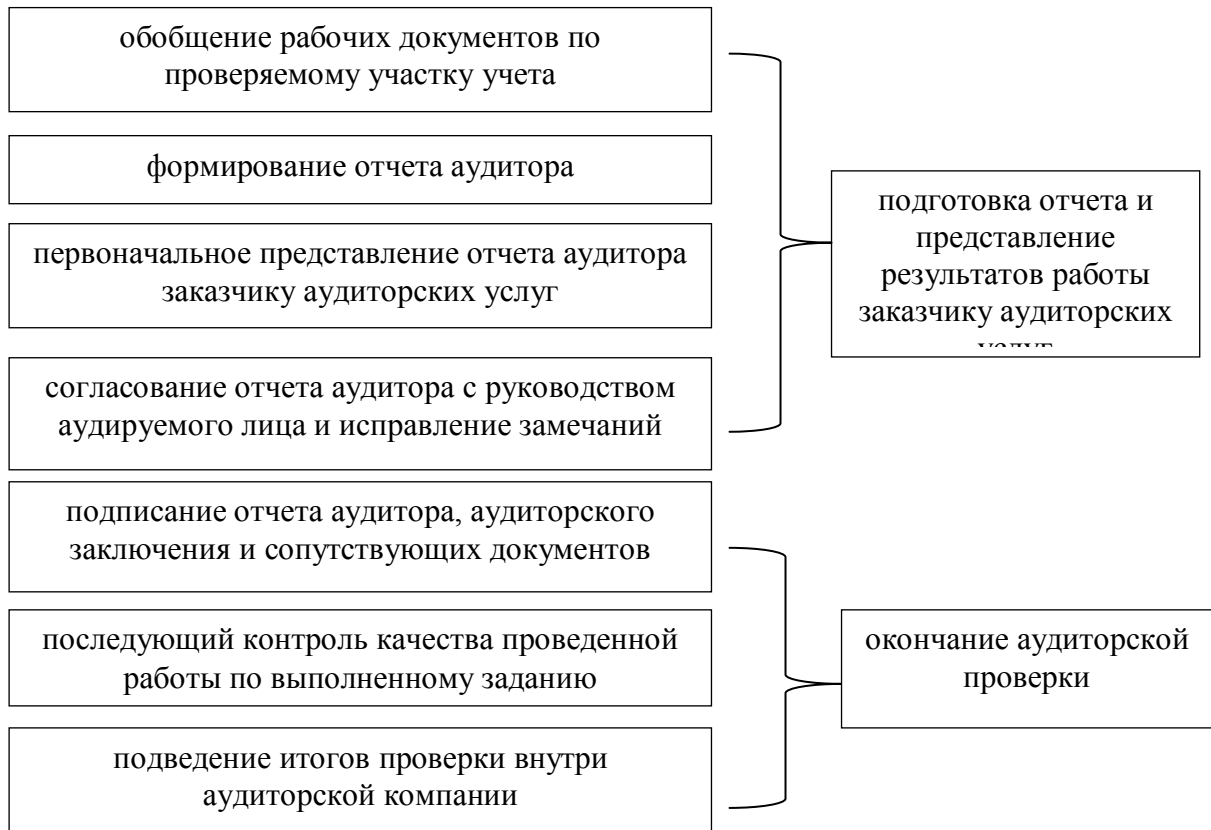 обобщение рабочих документов по
проверяемому участку учета
формирование отчета аудитора
первоначальное представление отчета аудитора
заказчику аудиторских услуг
согласование отчета аудитора с руководством
аудируемого лица и исправление замечаний
подготовка отчета и
представление
результатов работы
заказчику аудиторских
услуг
подписание отчета аудитора, аудиторского
заключения и сопутствующих документов
последующий контроль качества проведенной
работы по выполненному заданию
подведение итогов проверки внутри
аудиторской компании
окончание аудиторской
проверки